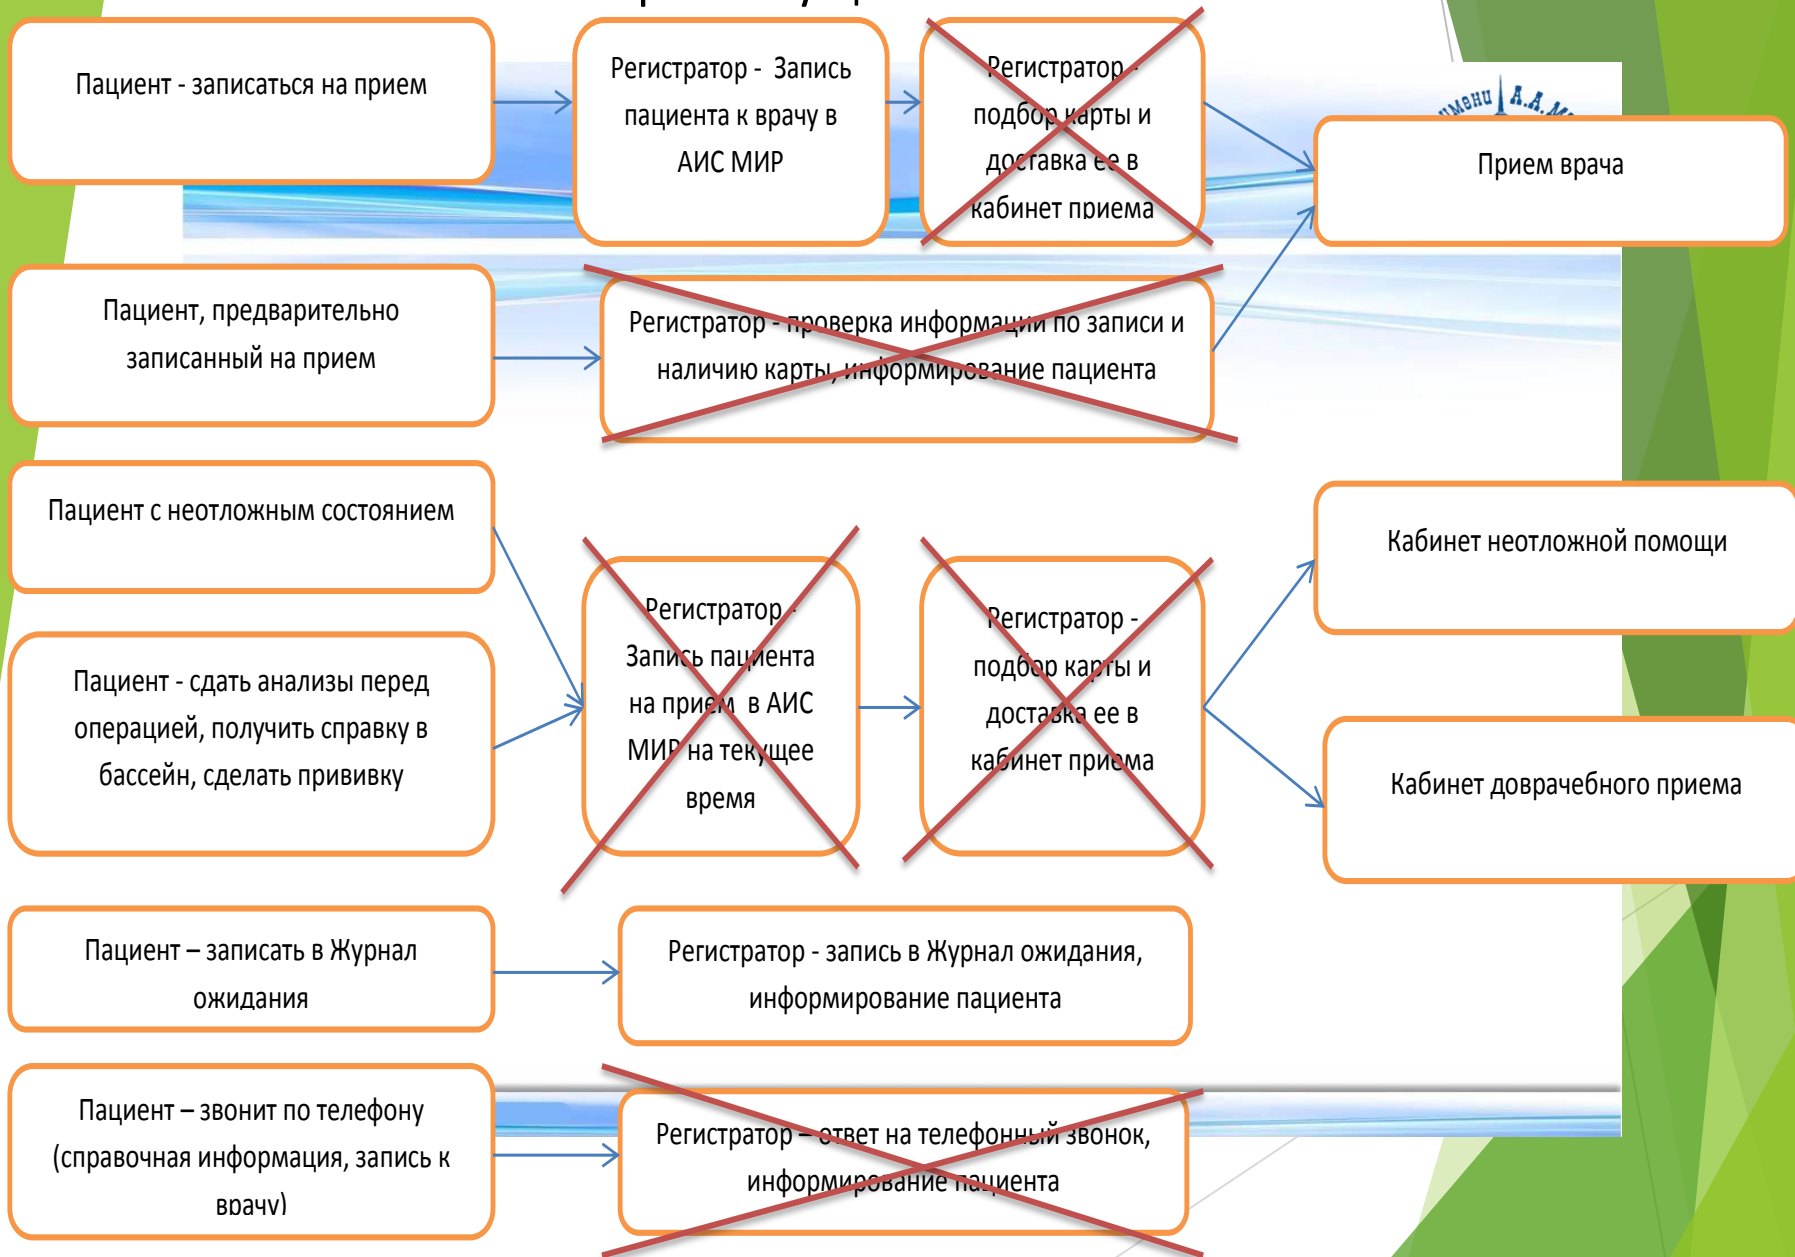 Пациент - записаться на прием
Регистратор - Запись
пациента к врачу в
АИС МИР
Регистратор -
подбор карты и
доставка ее в
кабинет приема
имени А.А.
Прием врача
Пациент, предварительно
записанный на прием
Регистратор - проверка информации по записи и
наличию карты, информирование пациента
Пациент с неотложным состоянием
Пациент - сдать анализы перед
операцией, получить справку в
бассейн, сделать прививку
Регистратор -
Запись пациента
на прием в АИС
МИР на текущее
время
Регистратор -
подбор карты и
доставка ее в
кабинет приема
Кабинет неотложной помощи
Кабинет доврачебного приема
Пациент – записать в Журнал
ожидания
Регистратор - запись в Журнал ожидания,
информирование пациента
Пациент – звонит по телефону
(справочная информация, запись к
врачу)
Регистратор – ответ на телефонный звонок,
информирование пациента